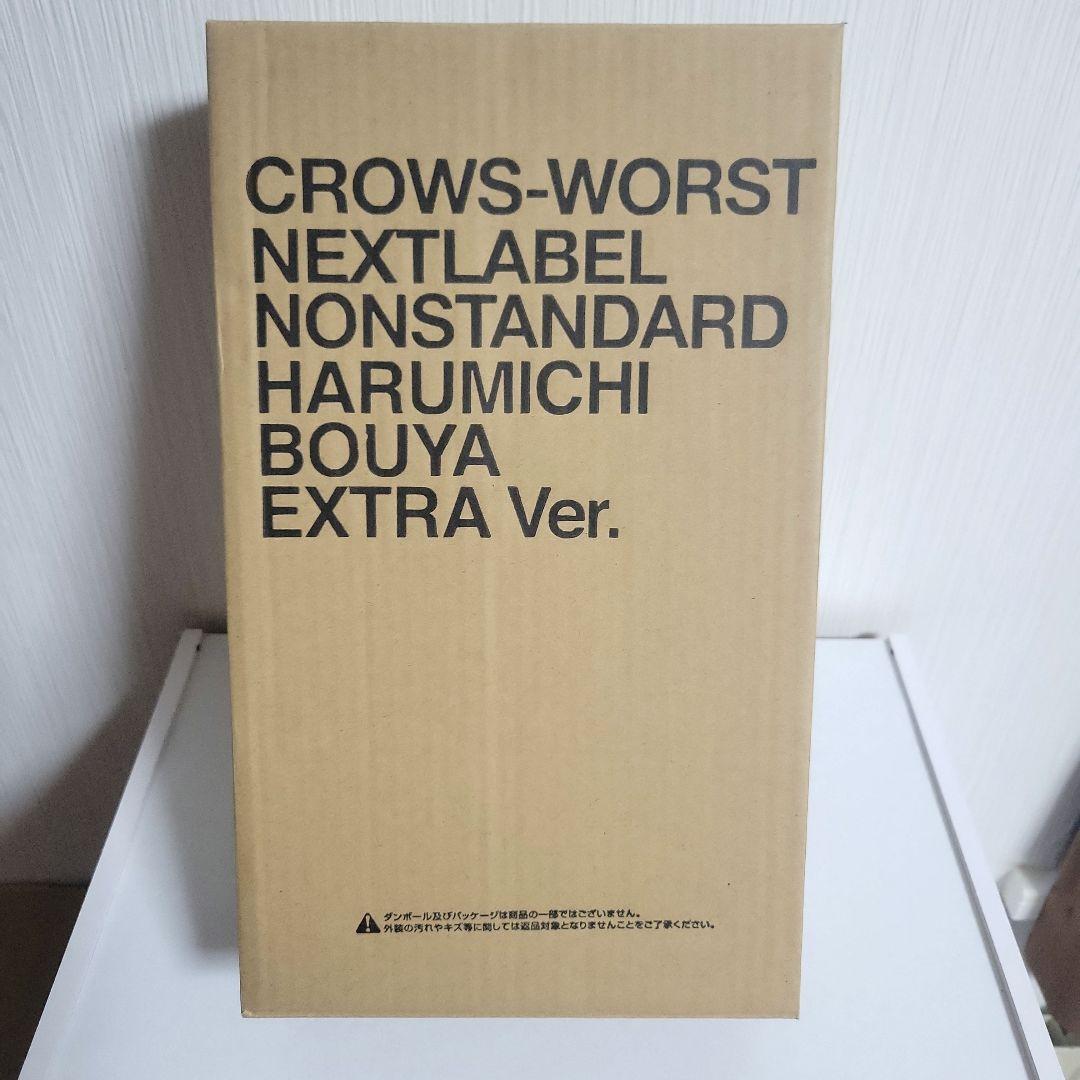 CROWS-WORST
NEXTLABEL
NONSTANDARD
HARUMICHI
BOUYA
EXTRA Ver.
ダンボール及びパッケージは商品の一部ではございません。
外装の汚れやキズ等に関しては返品対象となりませんことをご了承ください。